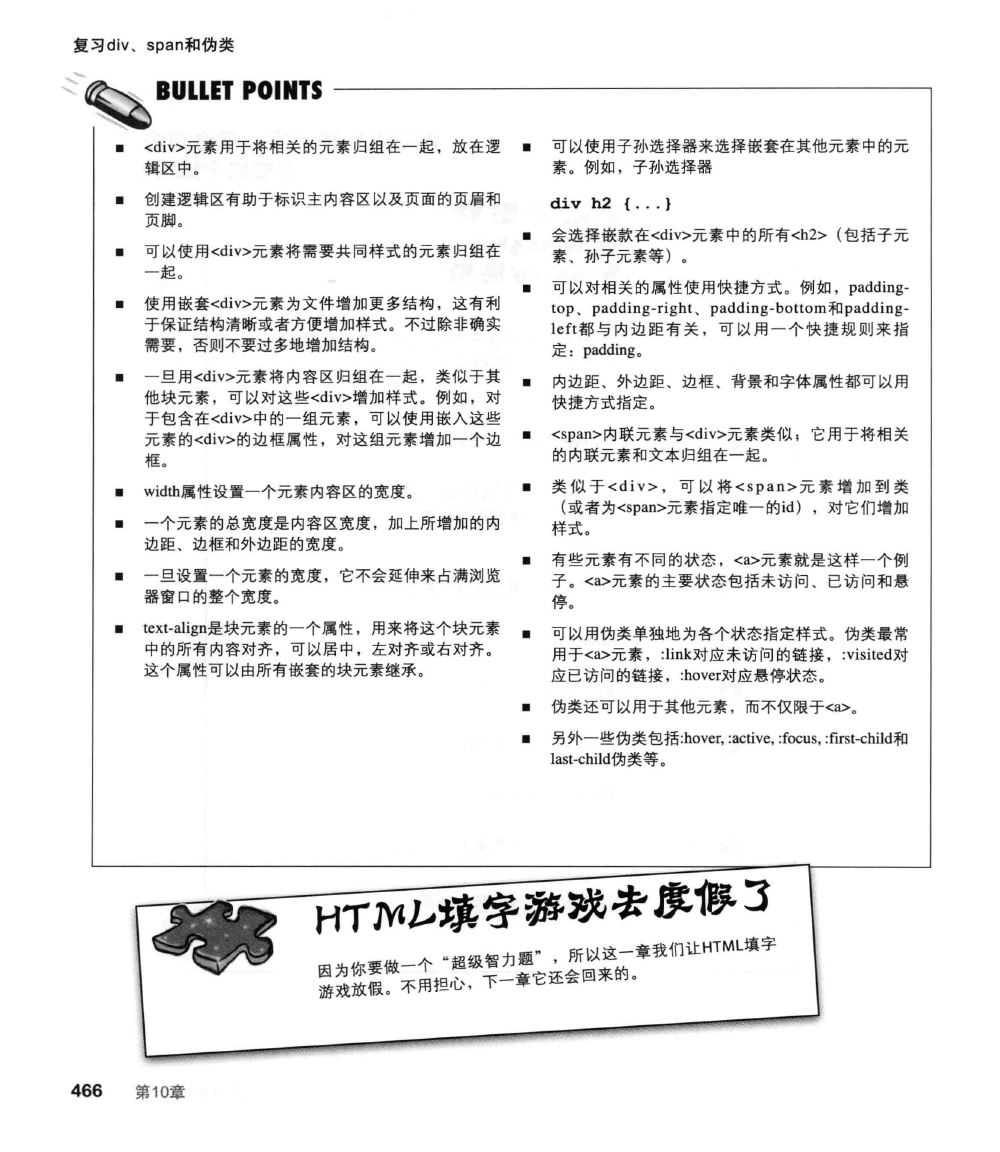 复习div、span和伪类
BULLET POINTS
■ <div>元素用于将相关的元素归组在一起，放在逻
辑区中。
■ 创建逻辑区有助于标识主内容区以及页面的页眉和
页脚。
■ 可以使用<div>元素将需要共同样式的元素归组在
一起。
■ 使用嵌套<div>元素为文件增加更多结构，这有利
于保证结构清晰或者方便增加样式。不过除非确实
需要，否则不要过多地增加结构。
■ 一旦用<div>元素将内容区归组在一起，类似于其
他块元素，可以对这些<div>增加样式。例如，对
于包含在<div>中的一组元素，可以使用嵌入这些
元素的<div>的边框属性，对这组元素增加一个边
框。
■ width属性设置一个元素内容区的宽度。
■ 一个元素的总宽度是内容区宽度，加上所增加的内
边距、边框和外边距的宽度。
■ 一旦设置一个元素的宽度，它不会延伸来占满浏览
器窗口的整个宽度。
■ text-align是块元素的一个属性，用来将这个块元素
中的所有内容对齐，可以居中，左对齐或右对齐。
这个属性可以由所有嵌套的块元素继承。
■ 可以使用子孙选择器来选择嵌套在其他元素中的元
素。例如，子孙选择器
div h2 {...}
■ 会选择嵌款在<div>元素中的所有<h2>（包括子元
素、孙子元素等）。
■ 可以对相关的属性使用快捷方式。例如，padding-
top、padding-right、padding-bottom和padding-
left都与内边距有关，可以用一个快捷规则来指
定：padding。
■ 内边距、外边距、边框、背景和字体属性都可以用
快捷方式指定。
■ <span>内联元素与<div>元素类似；它用于将相关
的内联元素和文本归组在一起。
■ 类似于<div>，可以将<span>元素增加到类
（或者为<span>元素指定唯一的id），对它们增加
样式。
■ 有些元素有不同的状态，<a>元素就是这样一个例
子。<a>元素的主要状态包括未访问、已访问和悬
停。
■ 可以用伪类单独地为各个状态指定样式。伪类最常
用于<a>元素，:link对应未访问的链接，:visited对
应已访问的链接，:hover对应悬停状态。
■ 伪类还可以用于其他元素，而不仅限于<a>。
■ 另外一些伪类包括:hover, :active, :focus, :first-child和
last-child伪类等。
HTML填字游戏去度假了
因为你要做一个“超级智力题”，所以这一章我们让HTML填字
游戏放假。不用担心，下一章它还会回来的。
466 第10章